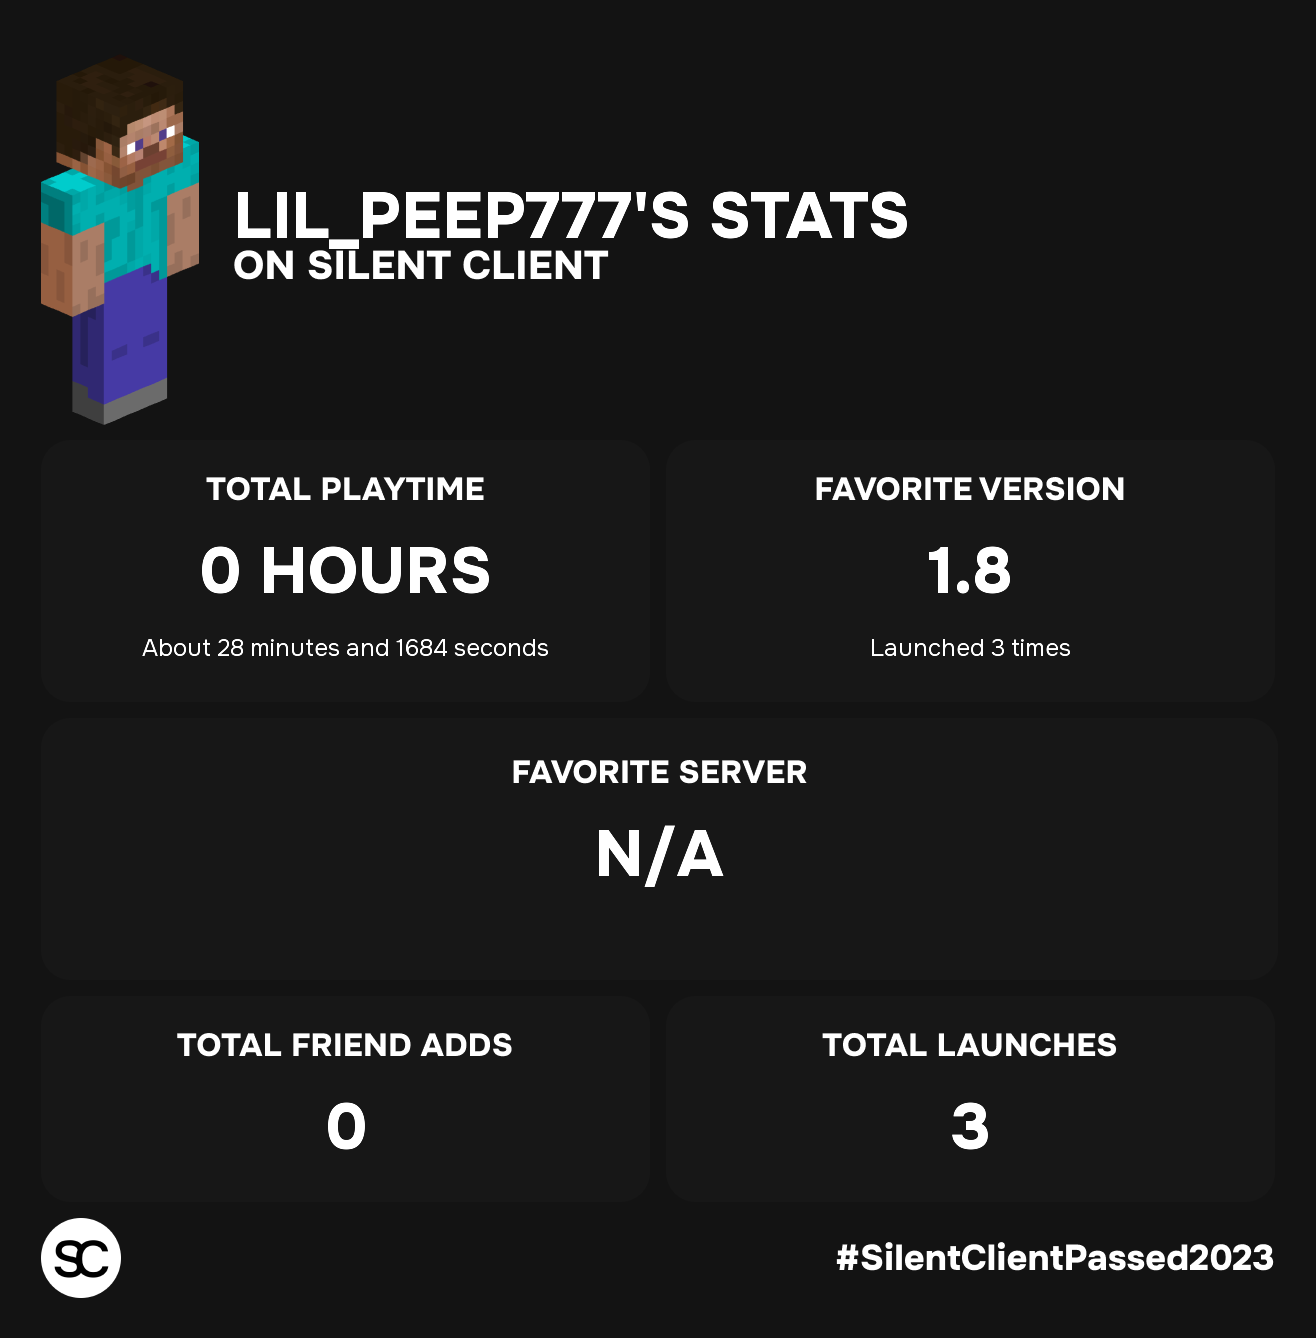 LIL_PEEP777'S STATS
ON SILENT CLIENT
TOTAL PLAYTIME
0 HOURS
About 28 minutes and 1684 seconds
FAVORITE VERSION
1.8
Launched 3 times
FAVORITE SERVER
N/A
TOTAL FRIEND ADDS
0
TOTAL LAUNCHES
3
SC
#SilentClientPassed2023